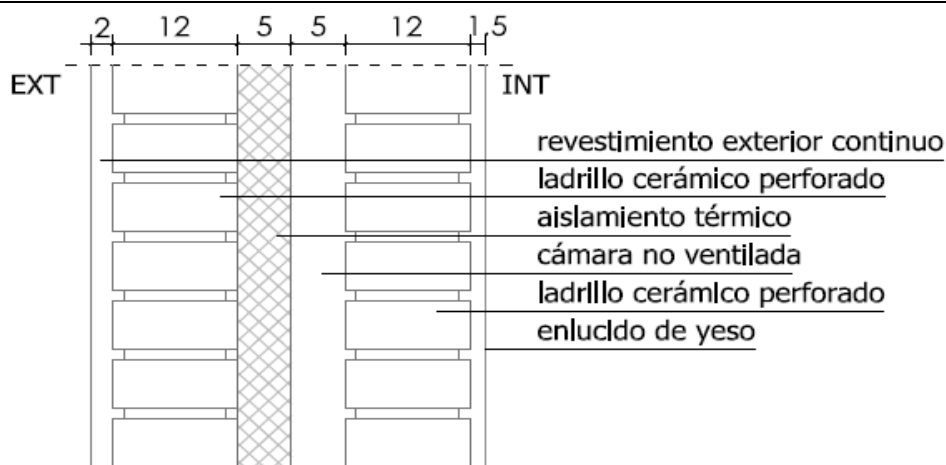 2 12 5 5 12 1,5
EXT INT
revestimiento exterior continuo
ladrillo cerámico perforado
aislamiento térmico
cámara no ventilada
ladrillo cerámico perforado
enlucido de yeso